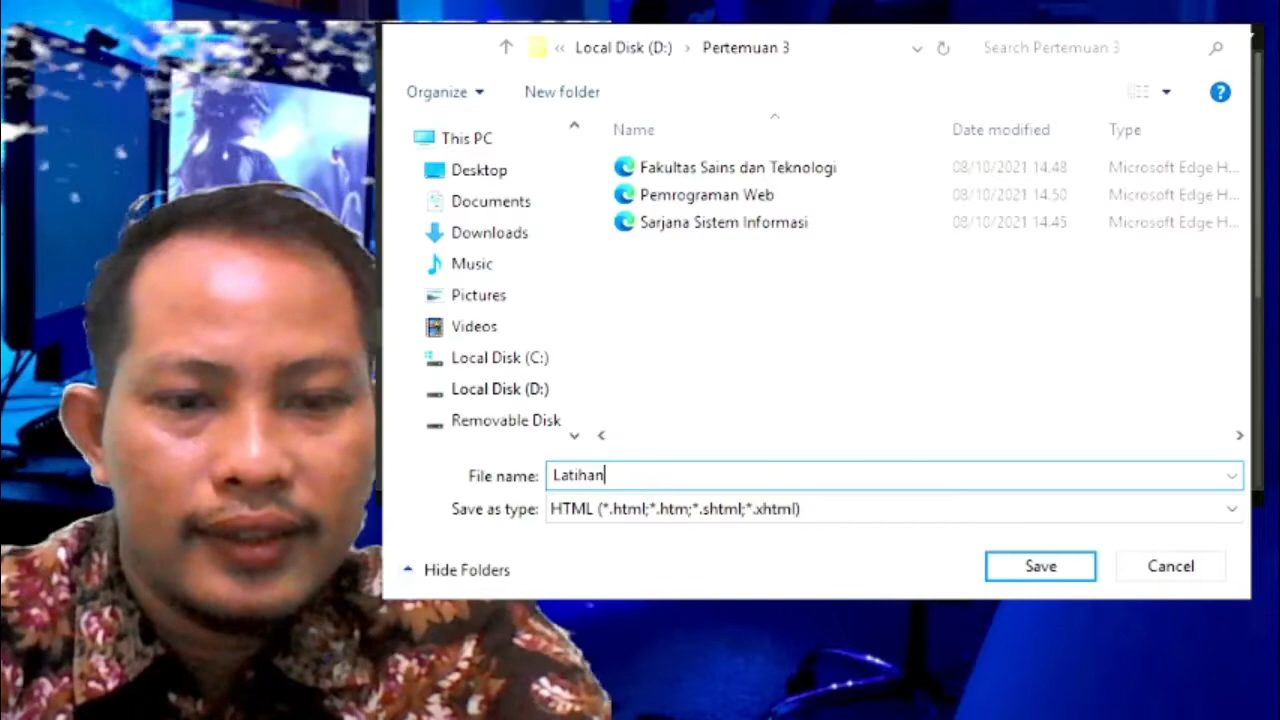 « Local Disk (D:) › Pertemuan 3
Search Pertemuan 3
Organize
New folder
?
This PC
Desktop
Documents
Downloads
Music
Pictures
Videos
Local Disk (C:)
Local Disk (D:)
Removable Disk
Name Date modified Type
Fakultas Sains dan Teknologi 08/10/2021 14.48 Microsoft Edge H...
Pemrograman Web 08/10/2021 14.50 Microsoft Edge H...
Sarjana Sistem Informasi 08/10/2021 14.45 Microsoft Edge H...
File name: Latihan
Save as type: HTML (*.html;*.htm;*.shtml;*.xhtml)
Hide Folders
Save
Cancel